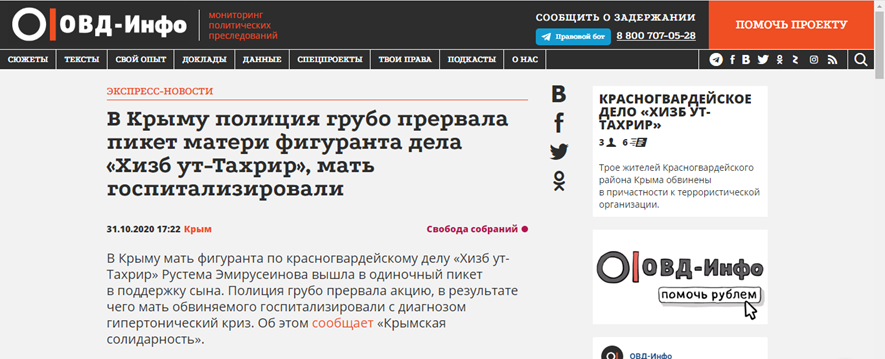 ОВД-Инфо
мониторинг
политических
преследований
СООБЩИТЬ О ЗАДЕРЖАНИИ
Правовой бот
8 800 707-05-28
ПОМОЧЬ ПРОЕКТУ
СЮЖЕТЫ ТЕКСТЫ СВОЙ ОПЫТ ДОКЛАДЫ ДАННЫЕ СПЕЦПРОЕКТЫ ТВОИ ПРАВА ПОДКАСТЫ О НАС
ЭКСПРЕСС-НОВОСТИ
В Крыму полиция грубо прервала
пикет матери фигуранта дела
«Хизб ут-Тахрир», мать
госпитализировали
31.10.2020 17:22 Крым
Свобода собраний
В Крыму мать фигуранта по красногвардейскому делу «Хизб ут-
Тахрир» Рустема Эмирусеинова вышла в одиночный пикет
в поддержку сына. Полиция грубо прервала акцию, в результате
чего мать обвиняемого госпитализировали с диагнозом
гипертонический криз. Об этом сообщает «Крымская
солидарность».
КРАСНОГВАРДЕЙСКОЕ
ДЕЛО «ХИЗБ УТ-
ТАХРИР»
3 6
Трое жителей Красногвардейского
района Крыма обвинены
в причастности к террористической
организации.
ОВД-Инфо
помочь рублем
ОВД-Инфо